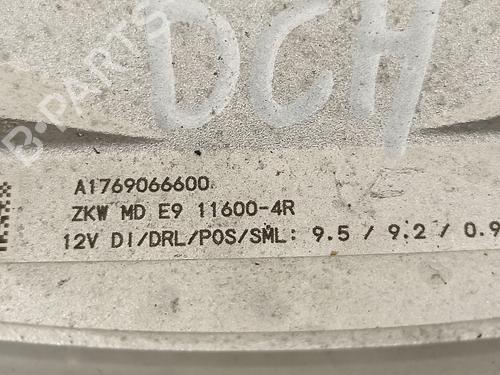 B-PARTS
DCH
A1769066600
ZKW MD E9 11600-4R
12V DI/DRL/POS/SML: 9.5 / 9.2 / 0.9